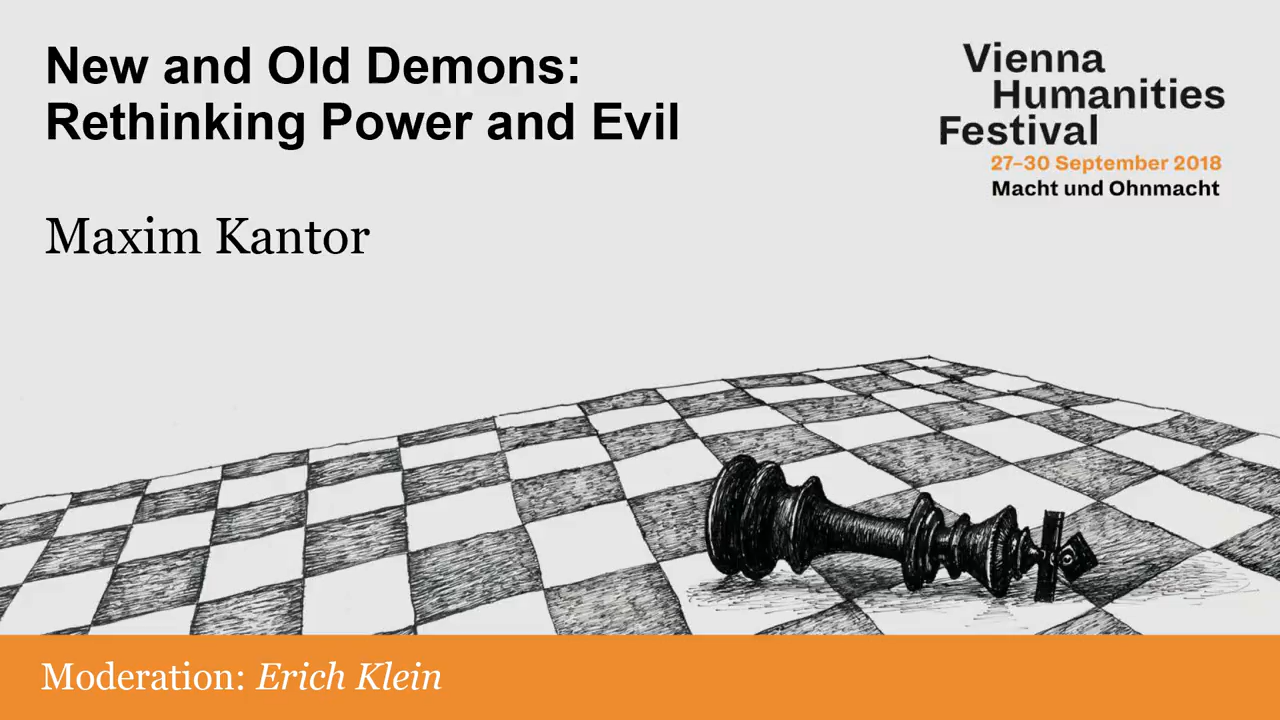 New and Old Demons:
Rethinking Power and Evil
Maxim Kantor
Vienna
Humanities
Festival
27–30 September 2018
Macht und Ohnmacht
Moderation: Erich Klein